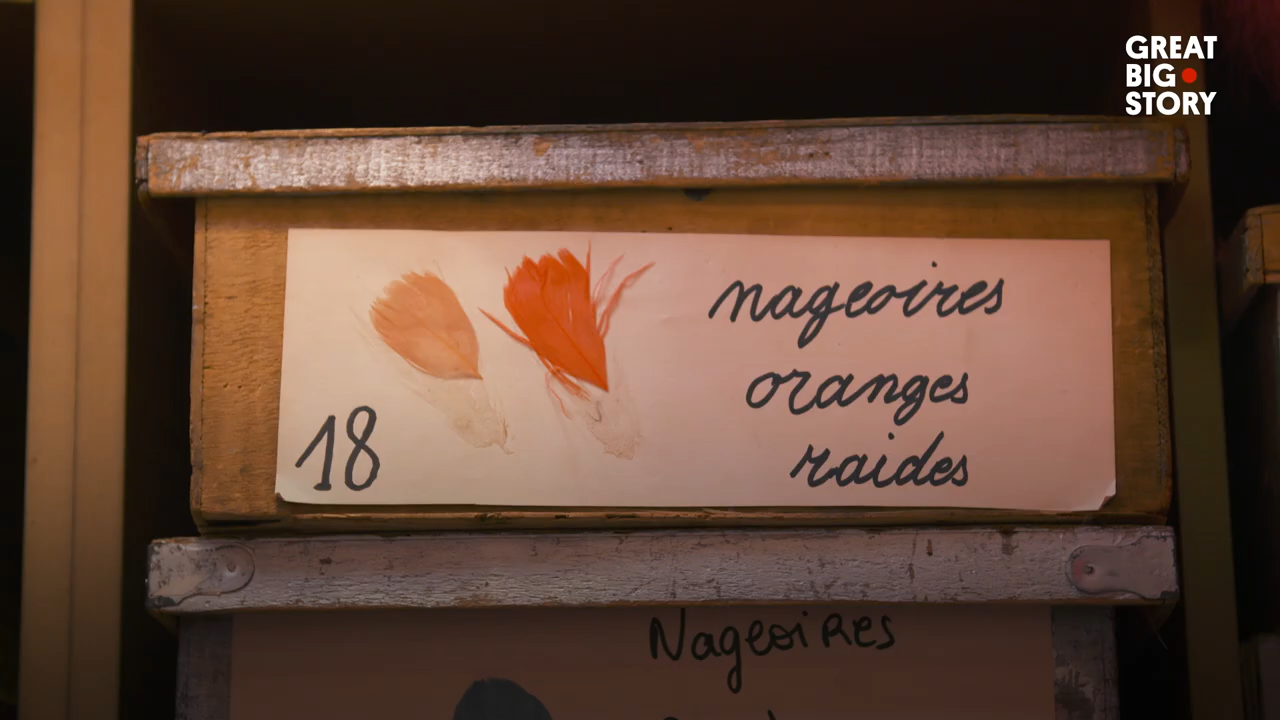 GREAT
BIG
STORY
nageoires
oranges
raides
18
Nageoires